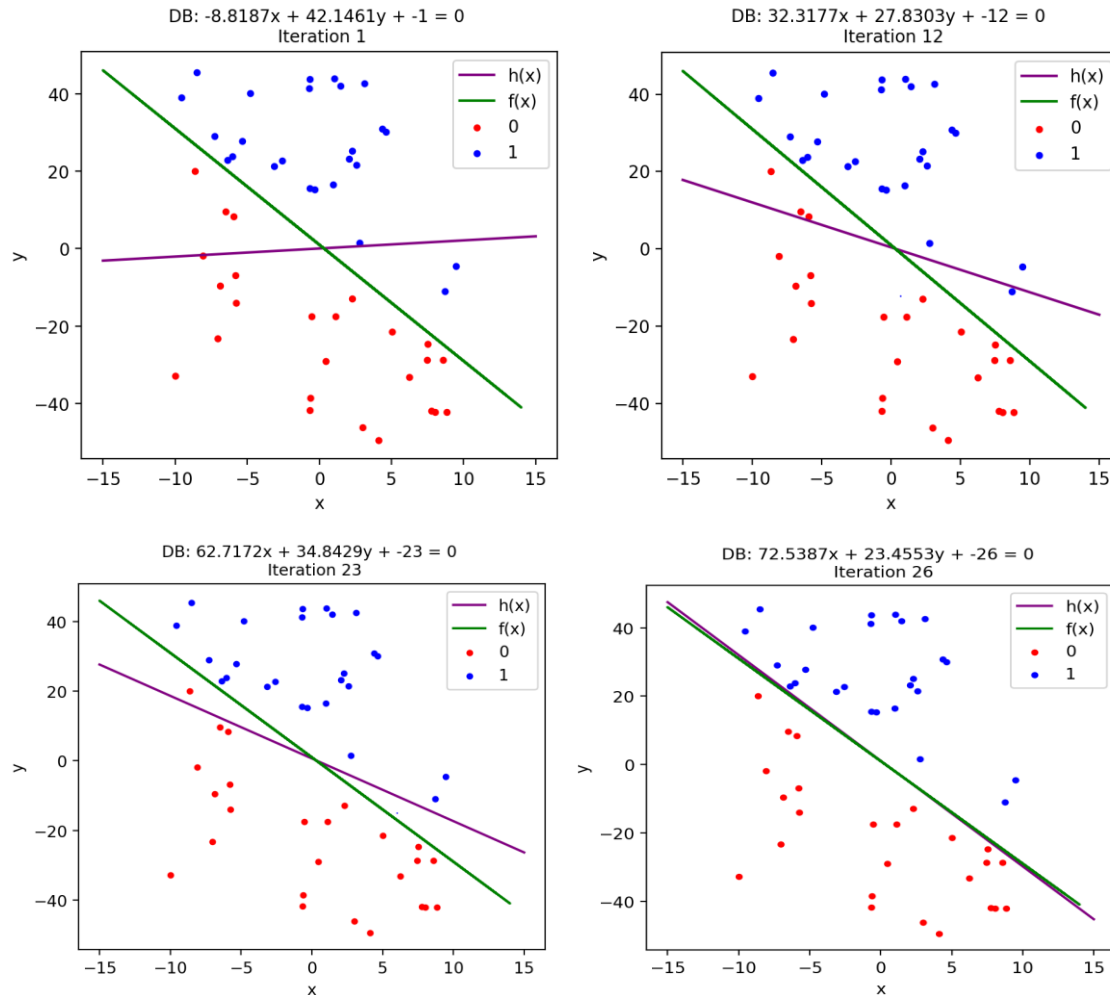 DB: -8.8187x + 42.1461y + -1 = 0
Iteration 1
h(x)
f(x)
0
1
40
20
0
−20
−40
y
−15 −10 −5 0 5 10 15
x
DB: 32.3177x + 27.8303y + -12 = 0
Iteration 12
h(x)
f(x)
0
1
40
20
0
−20
−40
y
−15 −10 −5 0 5 10 15
x
DB: 62.7172x + 34.8429y + -23 = 0
Iteration 23
h(x)
f(x)
0
1
40
20
0
−20
−40
y
−15 −10 −5 0 5 10 15
x
DB: 72.5387x + 23.4553y + -26 = 0
Iteration 26
h(x)
f(x)
0
1
40
20
0
−20
−40
y
−15 −10 −5 0 5 10 15
x